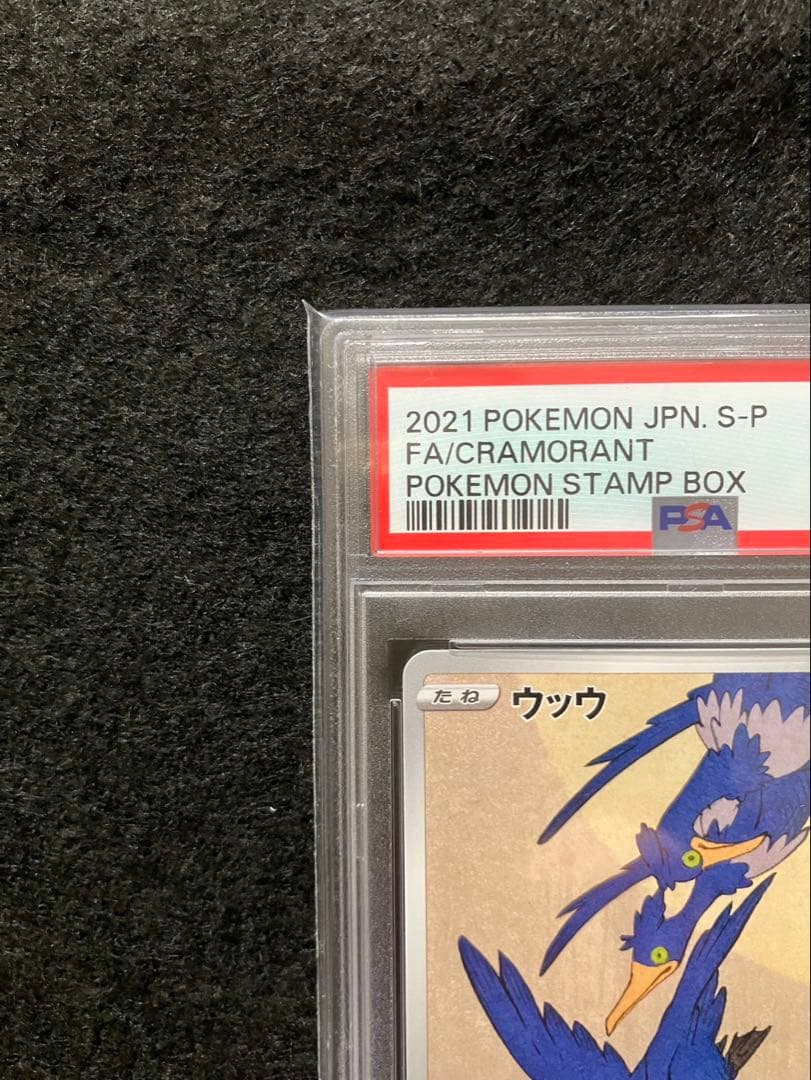 2021 POKEMON JPN. S-P
FA/CRAMORANT
POKEMON STAMP BOX
PSA
たね ウッウ